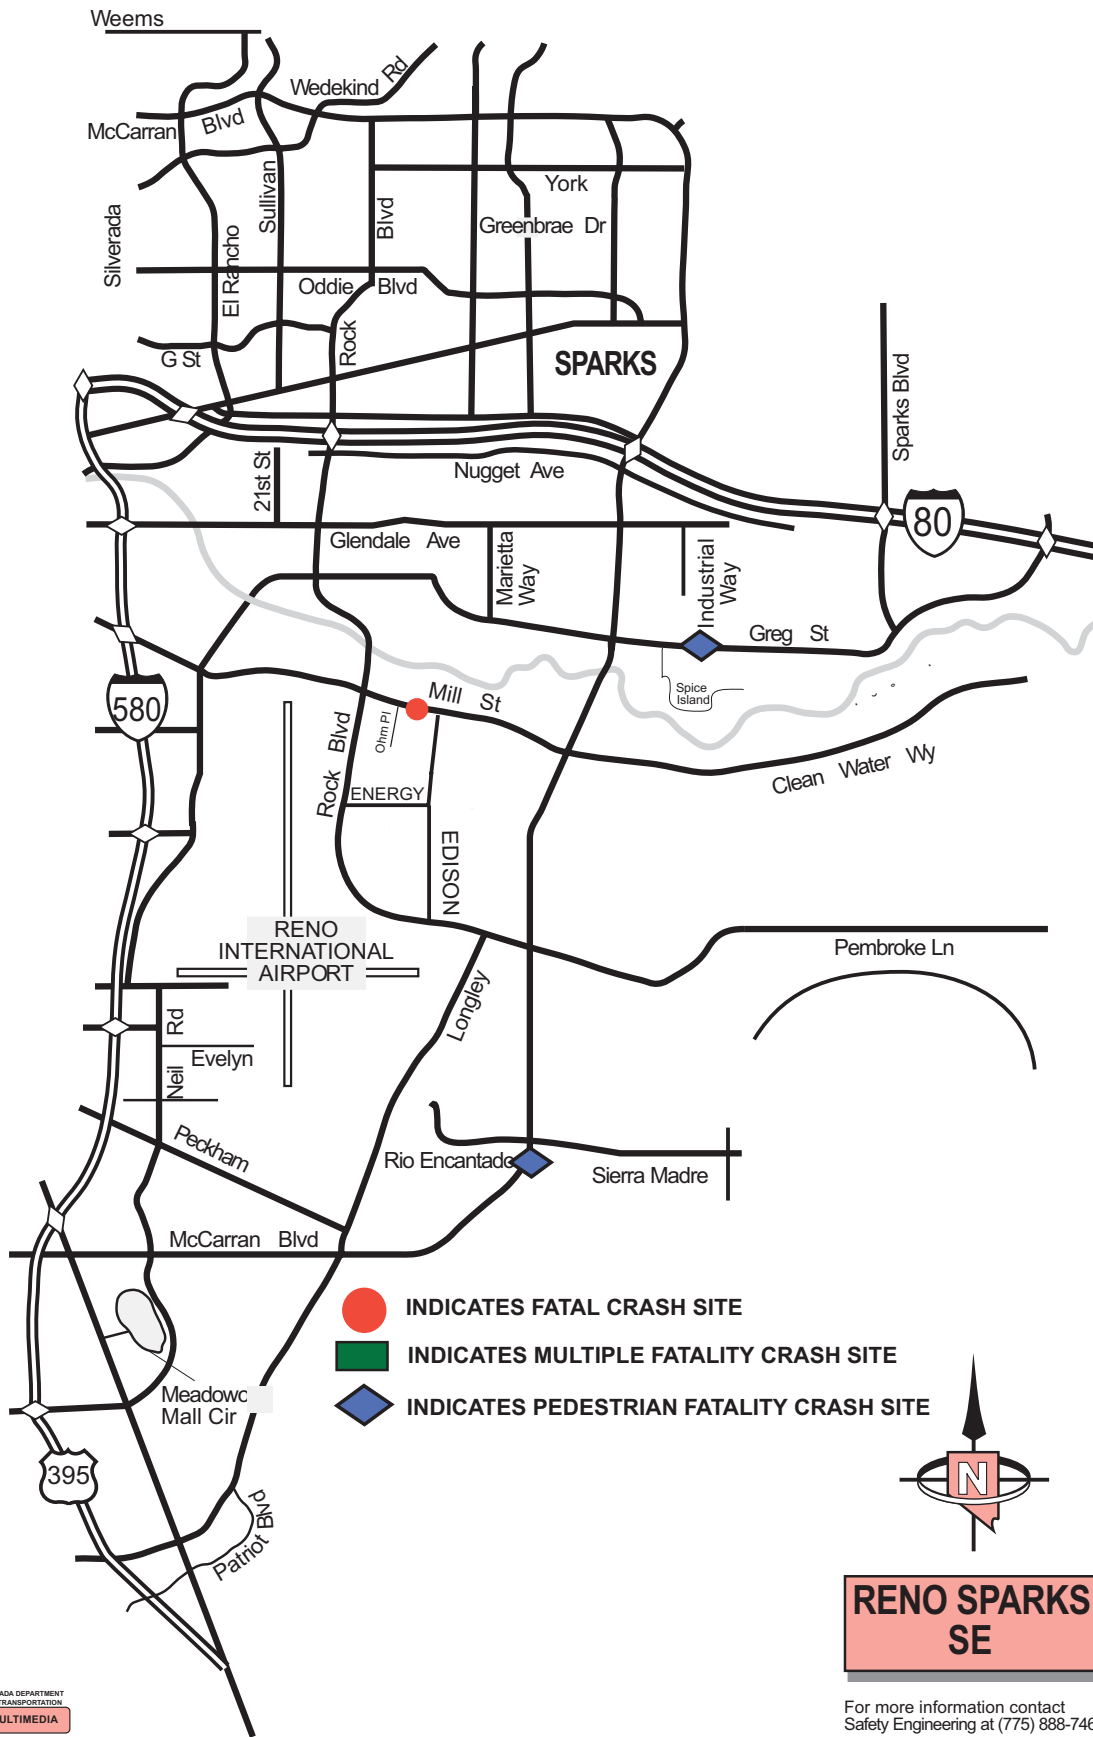 Weems
Wedekind Rd
McCarran Blvd
Silverada
Sullivan
El Rancho
Blvd
York
Greenbrae Dr
Oddie Blvd
Rock
G St
SPARKS
Sparks Blvd
21st St
Nugget Ave
80
Glendale Ave
Marietta
Way
Industrial
Way
Greg St
Spice
Island
580
Mill St
Ohm Pl
Rock Blvd
ENERGY
EDISON
Clean Water Wy
RENO
INTERNATIONAL
AIRPORT
Pembroke Ln
Longley
Neil Rd
Evelyn
Peckham
Rio Encantado
Sierra Madre
McCarran Blvd
INDICATES FATAL CRASH SITE
INDICATES MULTIPLE FATALITY CRASH SITE
INDICATES PEDESTRIAN FATALITY CRASH SITE
Meadowo
Mall Cir
395
Patriot Blvd
N
RENO SPARKS
SE
ADA DEPARTMENT
TRANSPORTATION
ULTIMEDIA
For more information contact
Safety Engineering at (775) 888-746